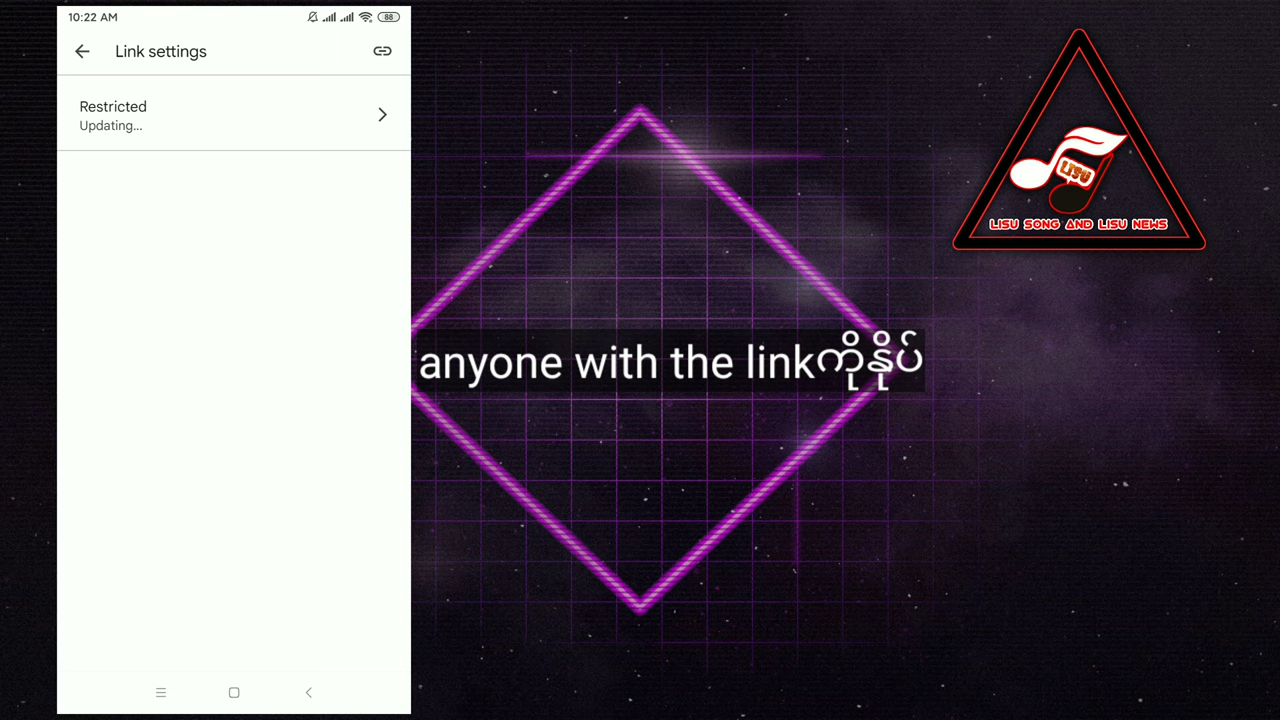 10:22 AM
88
Link settings
Restricted
Updating...
anyone with the linkကိုနှိပ်
LISU
LISU SONG AND LISU NEWS